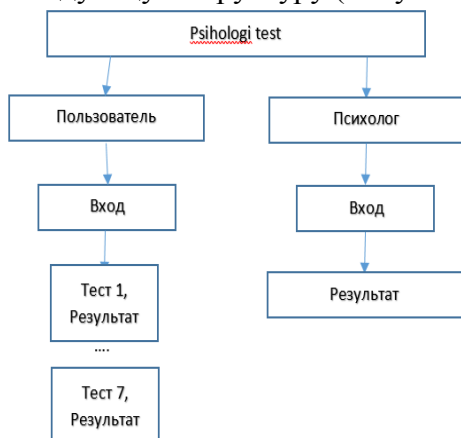 Psihologi test
Пользователь
Психолог
Вход
Вход
Тест 1,
Результат
Результат
....
Тест 7,
Результат